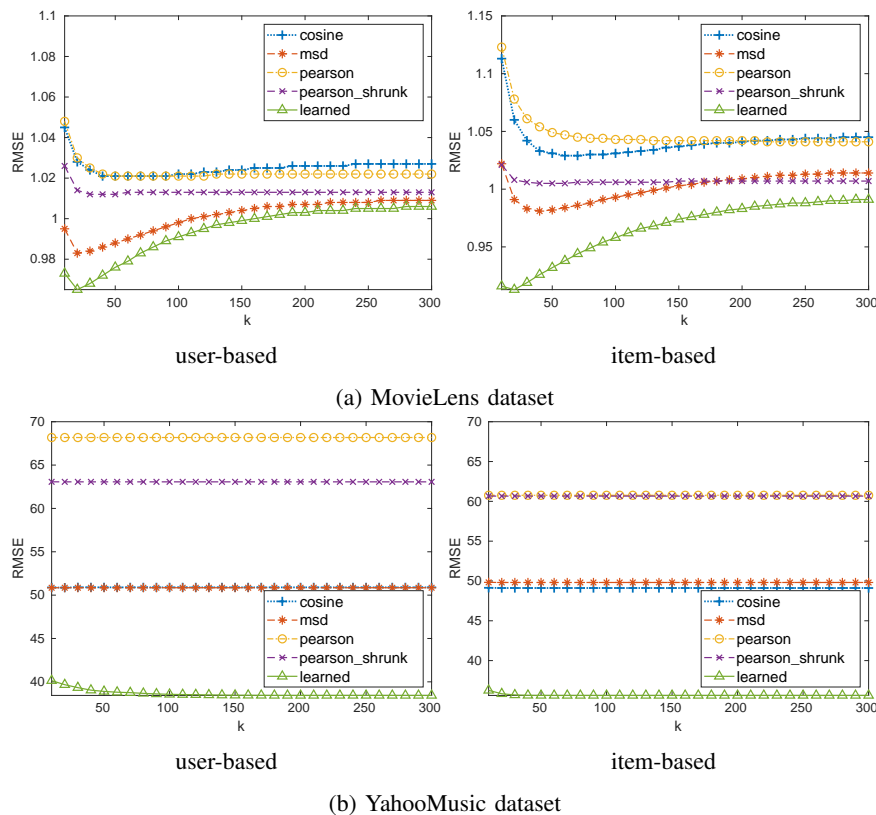 1.1
1.08
1.06
1.04
1.02
1
0.98
RMSE
50
100
150
200
250
300
k
cosine
msd
pearson
pearson_shrunk
learned
user-based
1.15
1.1
1.05
1
0.95
RMSE
50
100
150
200
250
300
k
cosine
msd
pearson
pearson_shrunk
learned
item-based
(a) MovieLens dataset
70
65
60
55
50
45
40
RMSE
50
100
150
200
250
300
k
cosine
msd
pearson
pearson_shrunk
learned
user-based
70
65
60
55
50
45
40
RMSE
50
100
150
200
250
300
k
cosine
msd
pearson
pearson_shrunk
learned
item-based
(b) YahooMusic dataset